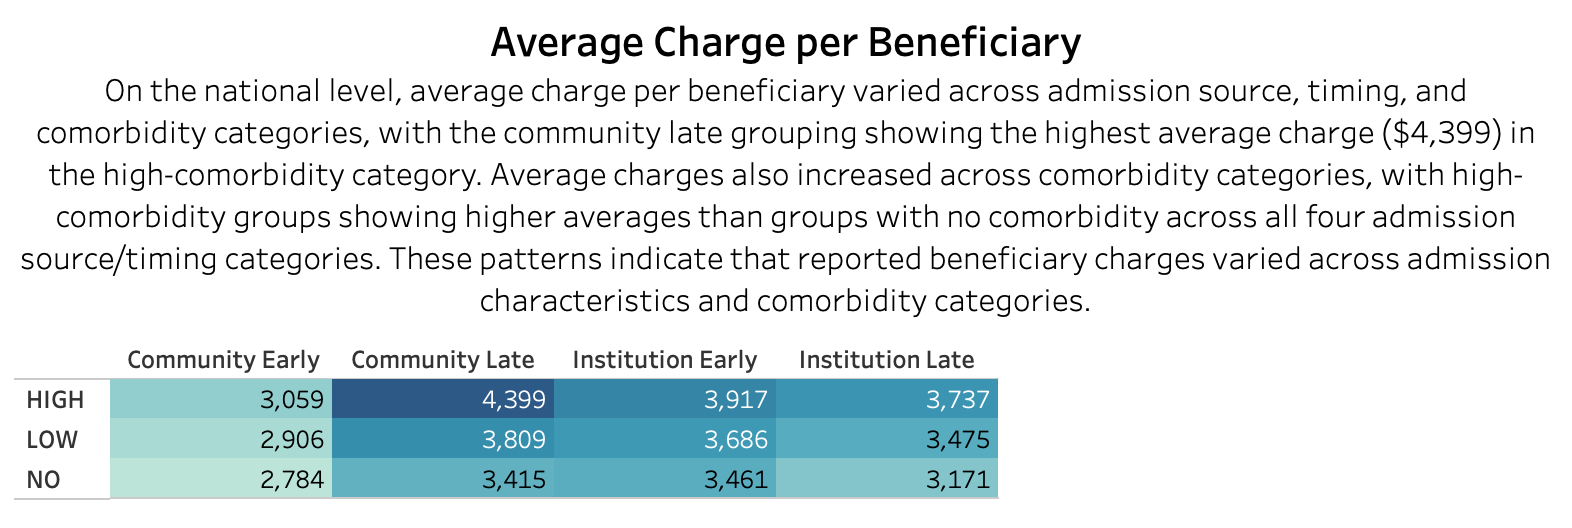 Average Charge per Beneficiary
On the national level, average charge per beneficiary varied across admission source, timing, and
comorbidity categories, with the community late grouping showing the highest average charge ($4,399) in
the high-comorbidity category. Average charges also increased across comorbidity categories, with high-
comorbidity groups showing higher averages than groups with no comorbidity across all four admission
source/timing categories. These patterns indicate that reported beneficiary charges varied across admission
characteristics and comorbidity categories.
Community Early Community Late Institution Early Institution Late
HIGH 3,059 4,399 3,917 3,737
LOW 2,906 3,809 3,686 3,475
NO 2,784 3,415 3,461 3,171